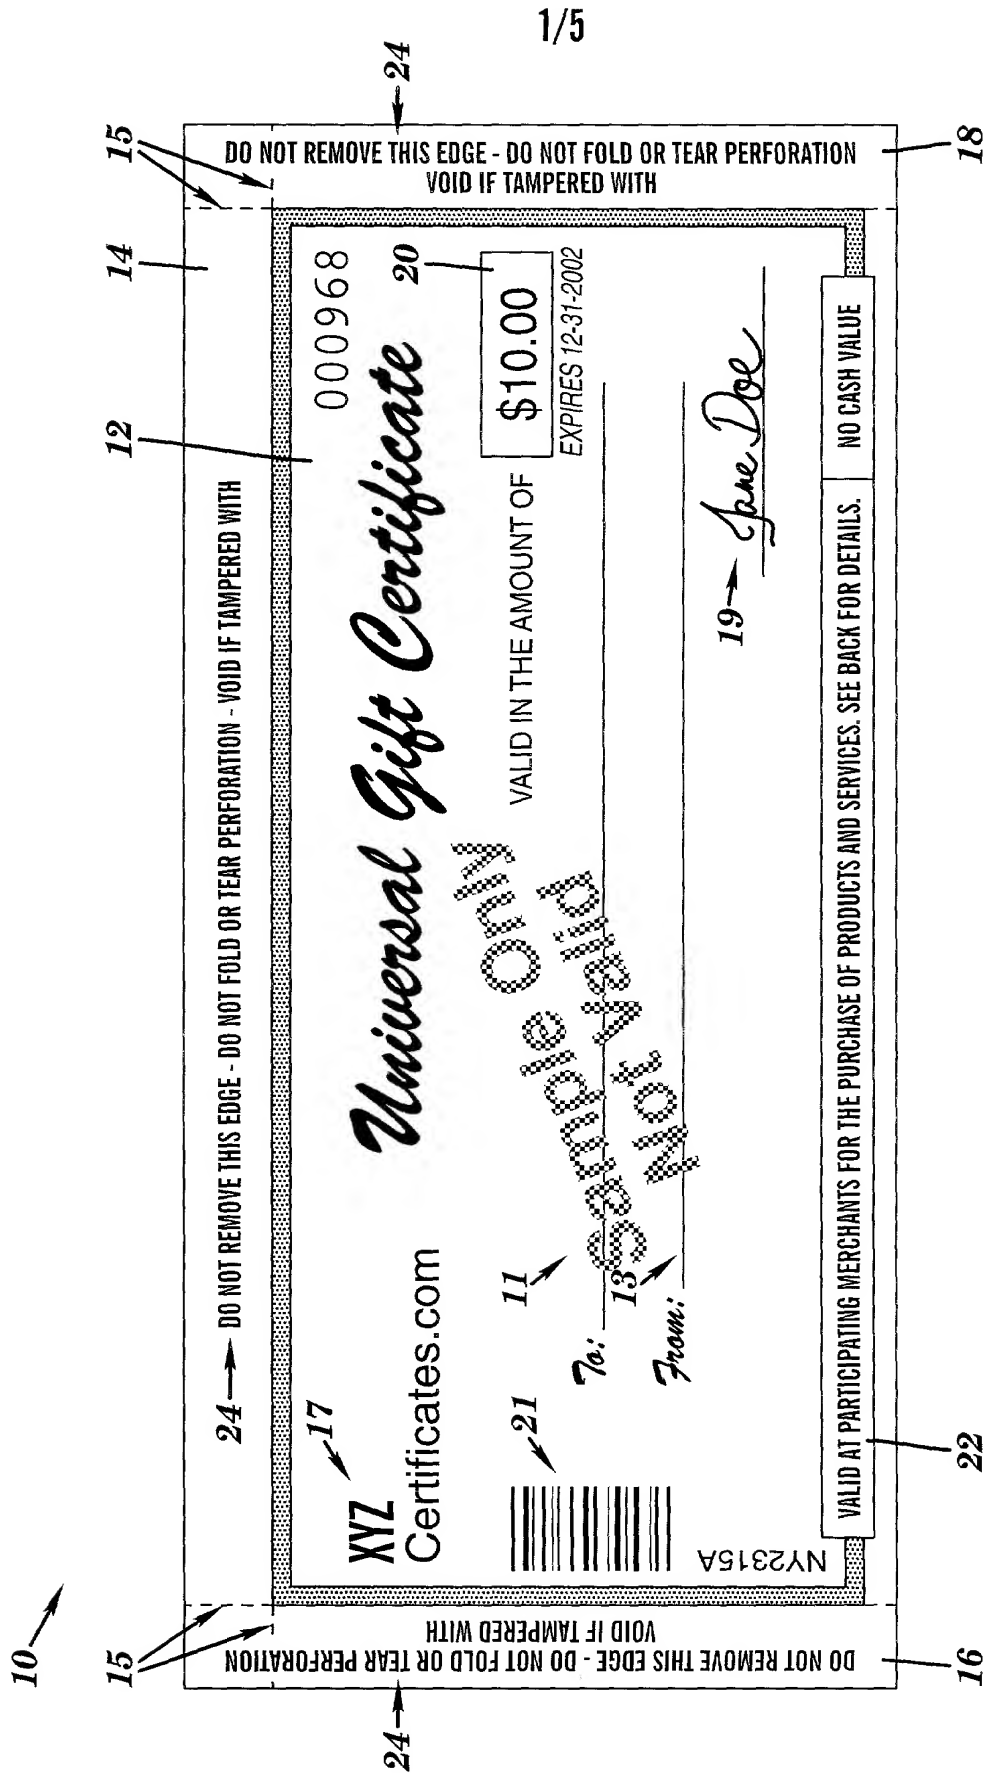 1/5
10
15
24
16
DO NOT REMOVE THIS EDGE - DO NOT FOLD OR TEAR PERFORATION
VOID IF TAMPERED WITH
24
DO NOT REMOVE THIS EDGE - DO NOT FOLD OR TEAR PERFORATION - VOID IF TAMPERED WITH
12
14
15
17
XYZ
Certificates.com
Universal Gift Certificate
000968
20
21
NY2315A
11
VALID IN THE AMOUNT OF
$10.00
EXPIRES 12-31-2002
To:
13
From:
Sample Only
Not Valid
19
Jane Doe
VALID AT PARTICIPATING MERCHANTS FOR THE PURCHASE OF PRODUCTS AND SERVICES. SEE BACK FOR DETAILS.
NO CASH VALUE
22
DO NOT REMOVE THIS EDGE - DO NOT FOLD OR TEAR PERFORATION
VOID IF TAMPERED WITH
24
18